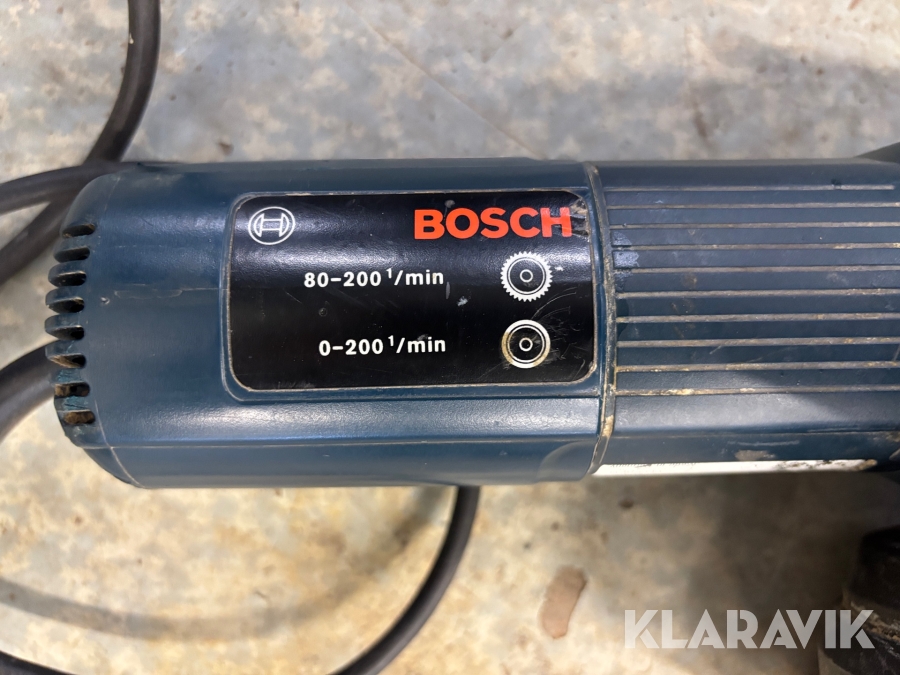 BOSCH
80-200 1/min
0-200 1/min
KLARAVIK